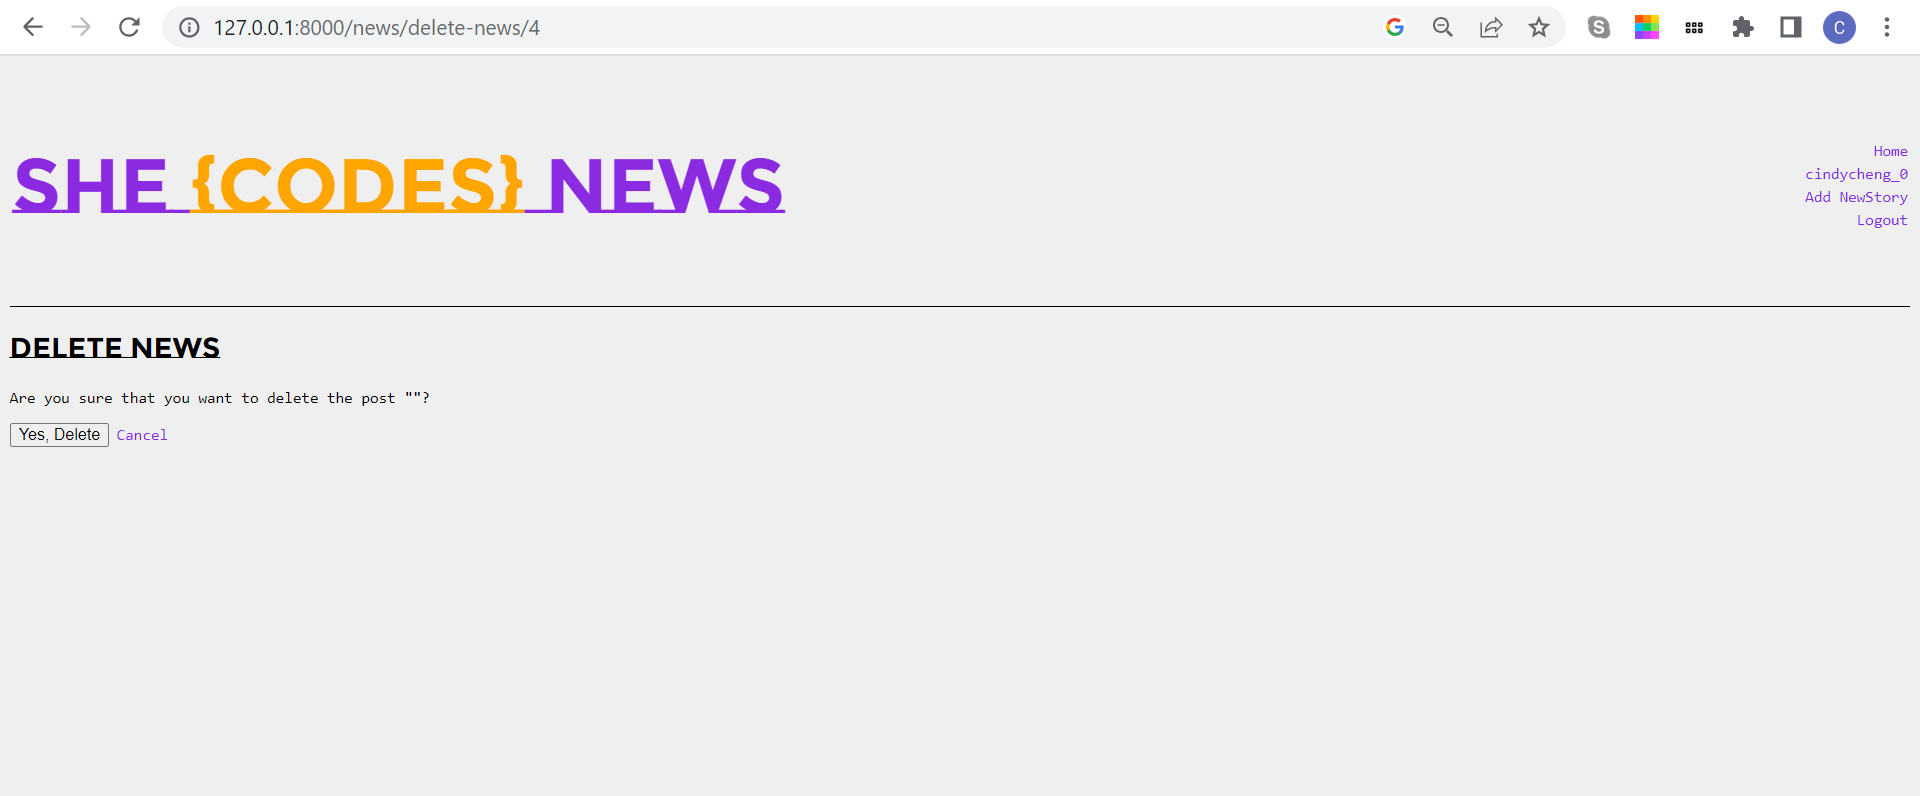 127.0.0.1:8000/news/delete-news/4
C
SHE {CODES} NEWS
Home
cindycheng_0
Add NewStory
Logout
DELETE NEWS
Are you sure that you want to delete the post ""?
Yes, Delete Cancel